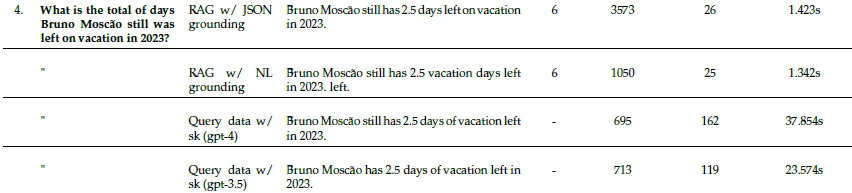 4. What is the total of days RAG w/ JSON Bruno Moscão still has 2.5 days left on vacation 6 3573 26 1.423s
Bruno Moscão still was grounding in 2023.
left on vacation in 2023?
" RAG w/ NL Bruno Moscão still has 2.5 vacation days left 6 1050 25 1.342s
grounding in 2023. left.
" Query data w/ Bruno Moscão still has 2.5 days of vacation left - 695 162 37.854s
sk (gpt-4) in 2023.
" Query data w/ Bruno Moscão has 2.5 days of vacation left in - 713 119 23.574s
sk (gpt-3.5) 2023.